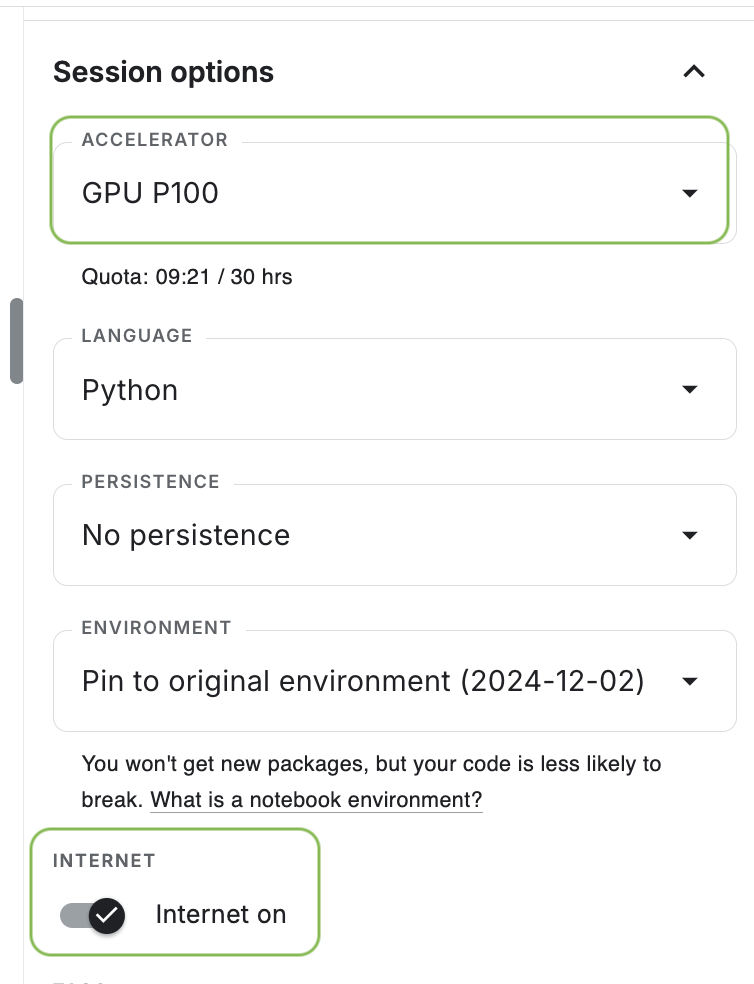 Session options
ACCELERATOR
GPU P100
Quota: 09:21 / 30 hrs
LANGUAGE
Python
PERSISTENCE
No persistence
ENVIRONMENT
Pin to original environment (2024-12-02)
You won't get new packages, but your code is less likely to
break. What is a notebook environment?
INTERNET
Internet on